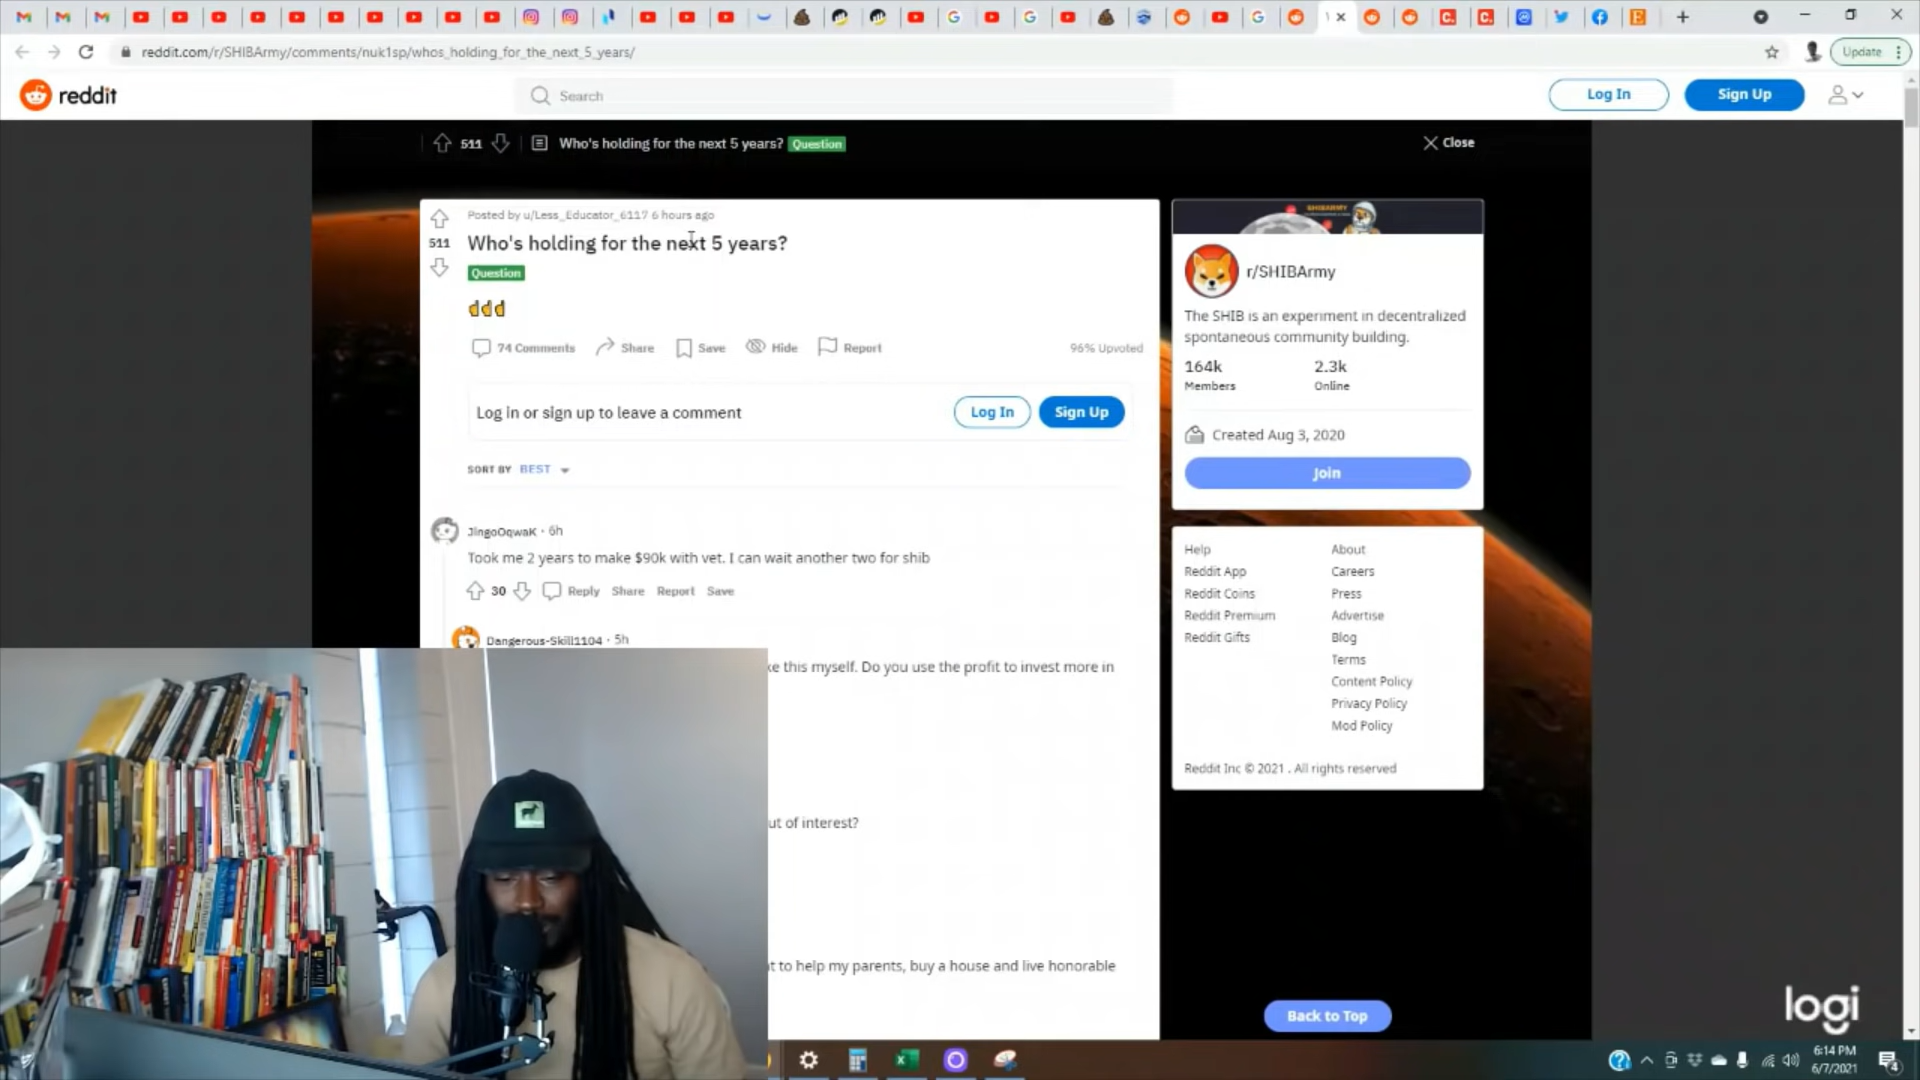 reddit.com/r/SHIBArmy/comments/nuk1sp/whos_holding_for_the_next_5_years/
Update
reddit
Search
Log In
Sign Up
511
Who's holding for the next 5 years? Question
Close
Posted by u/Less_Educator_6117 6 hours ago
511
Who's holding for the next 5 years?
Question
74 Comments
Share
Save
Hide
Report
96% Upvoted
Log in or sign up to leave a comment
Log In
Sign Up
SORT BY BEST
JingoOqwaK · 6h
Took me 2 years to make $90k with vet. I can wait another two for shib
30
Reply
Share
Report
Save
Dangerous-Skill1104 · 5h
this myself. Do you use the profit to invest more in
of interest?
to help my parents, buy a house and live honorable
SHIBARMY
r/SHIBArmy
The SHIB is an experiment in decentralized
spontaneous community building.
164k
Members
2.3k
Online
Created Aug 3, 2020
Join
Help
About
Reddit App
Careers
Reddit Coins
Press
Reddit Premium
Advertise
Reddit Gifts
Blog
Terms
Content Policy
Privacy Policy
Mod Policy
Reddit Inc © 2021 . All rights reserved
Back to Top
logi
6:14 PM
6/7/2021
4